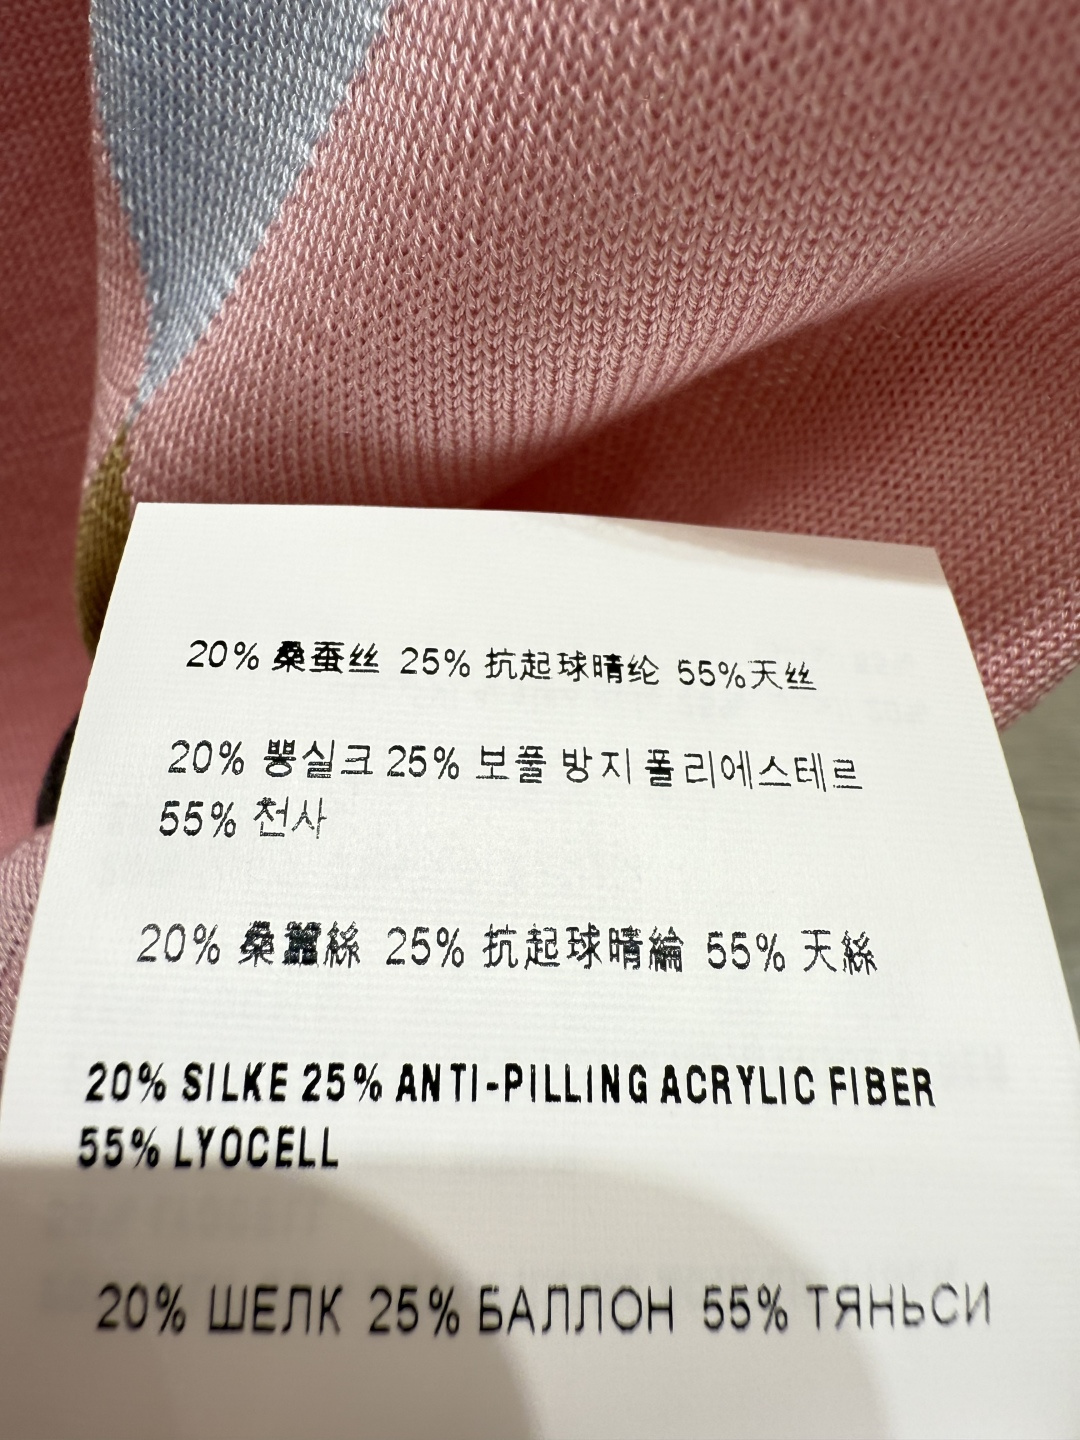 20% 桑蚕丝 25% 抗起球晴纶 55%天丝
20% 뽕실크 25% 보풀 방지 폴리에스테르
55% 천사
20% 桑蠶絲 25% 抗起球晴綸 55% 天絲
20% SILKE 25% ANTI-PILLING ACRYLIC FIBER
55% LYOCELL
20% ШЕЛК 25% БАЛЛОН 55% ТЯНЬСИ